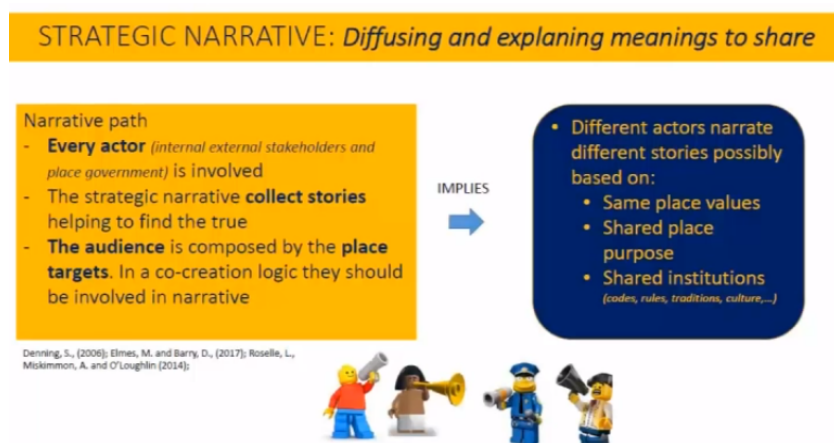 STRATEGIC NARRATIVE: Diffusing and explaning meanings to share
Narrative path
- Every actor (internal external stakeholders and
place government) is involved
- The strategic narrative collect stories
helping to find the true
- The audience is composed by the place
targets. In a co-creation logic they should
be involved in narrative
IMPLIES
• Different actors narrate
different stories possibly
based on:
• Same place values
• Shared place
purpose
• Shared institutions
(codes, rules, traditions, culture,...)
Denning, S., (2006); Elmes, M. and Barry, D., (2017); Roselle, L.,
Miskimmon, A. and O'Loughlin (2014);